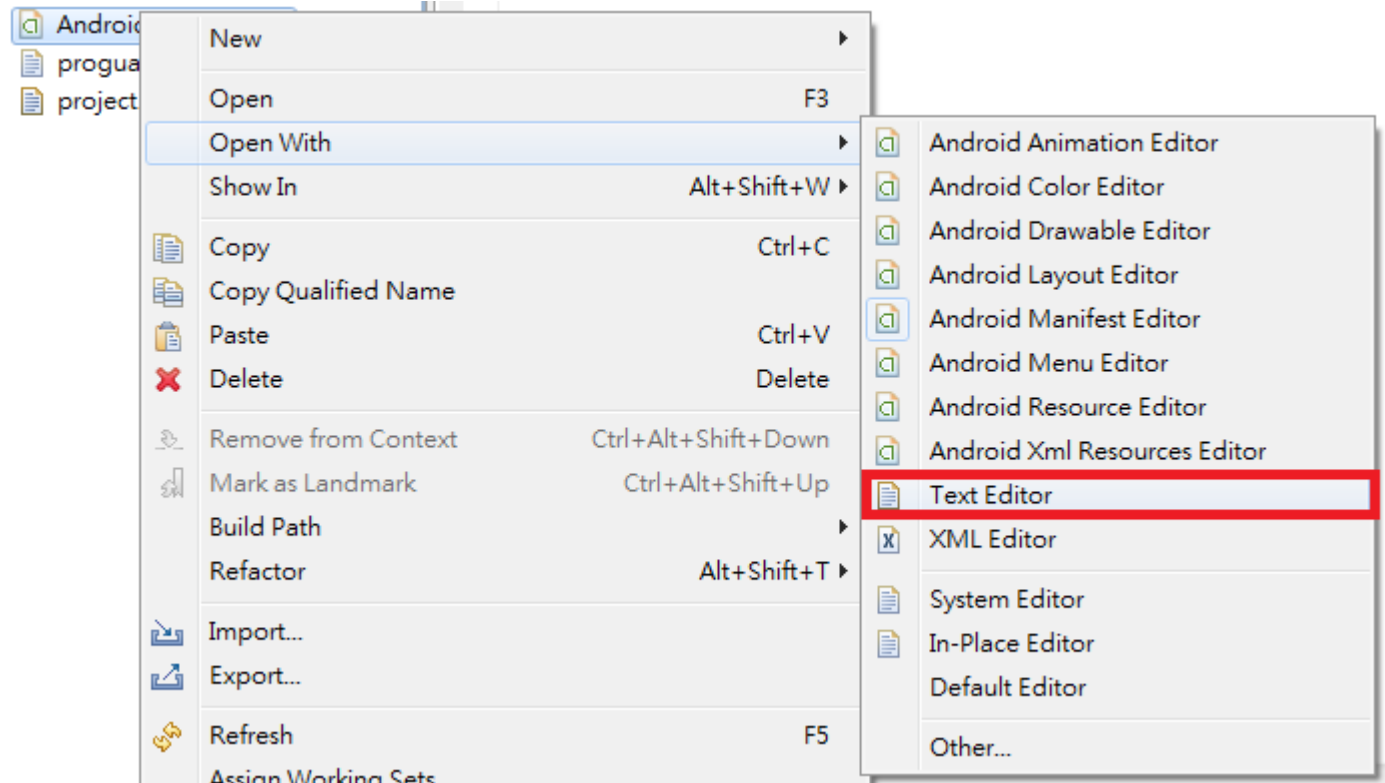 Android
progua
project
New
Open F3
Open With
Show In Alt+Shift+W
Copy Ctrl+C
Copy Qualified Name
Paste Ctrl+V
Delete Delete
Remove from Context Ctrl+Alt+Shift+Down
Mark as Landmark Ctrl+Alt+Shift+Up
Build Path
Refactor Alt+Shift+T
Import...
Export...
Refresh F5
Assign Working Sets
Android Animation Editor
Android Color Editor
Android Drawable Editor
Android Layout Editor
Android Manifest Editor
Android Menu Editor
Android Resource Editor
Android Xml Resources Editor
Text Editor
XML Editor
System Editor
In-Place Editor
Default Editor
Other...